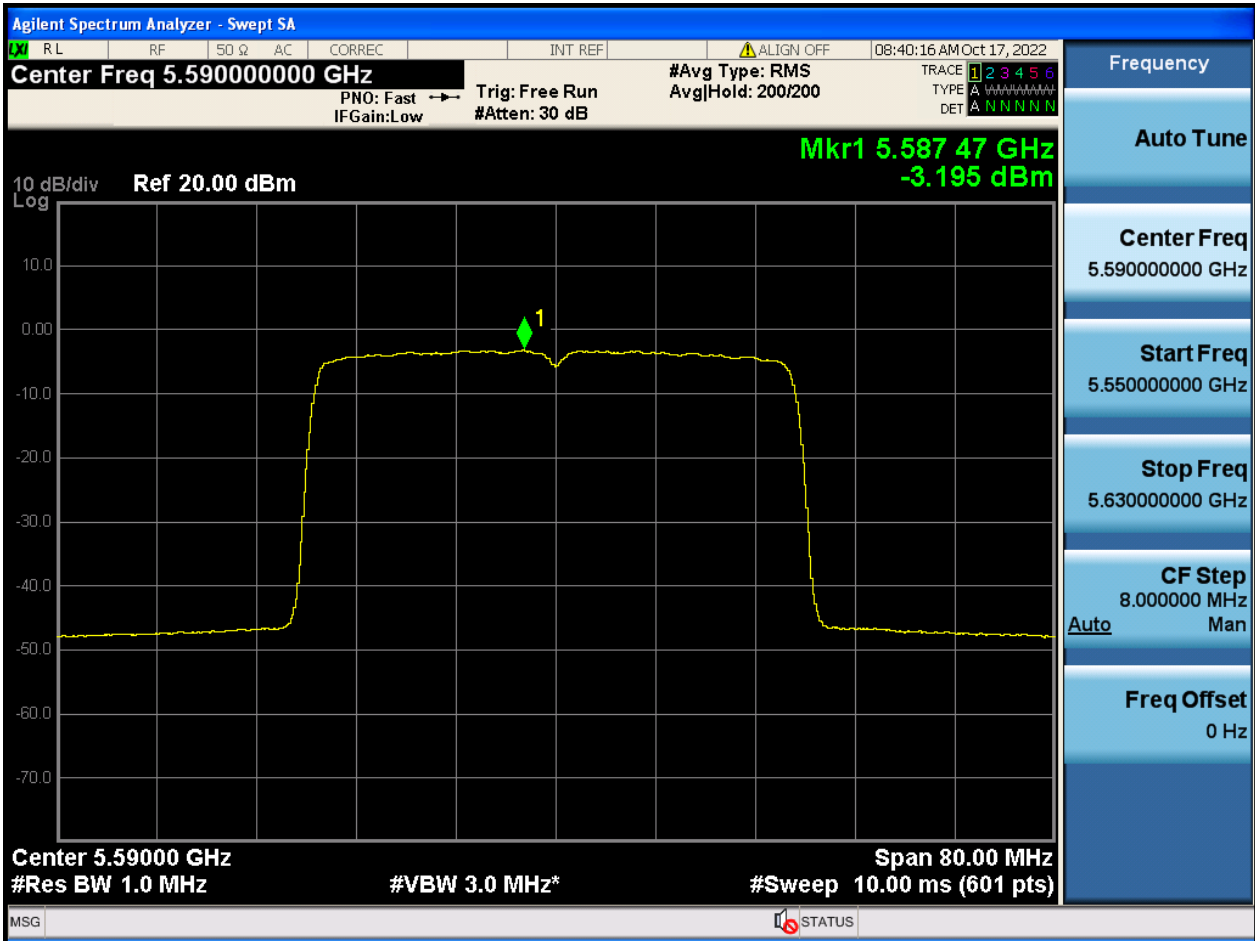 Agilent Spectrum Analyzer - Swept SA
LXI RL RF 50 Ω AC CORREC INT REF ALIGN OFF 08:40:16 AM Oct 17, 2022
Center Freq 5.590000000 GHz
PNO: Fast
IFGain:Low
Trig: Free Run
#Atten: 30 dB
#Avg Type: RMS
Avg|Hold: 200/200
TRACE 1 2 3 4 5 6
TYPE A WWWWWW
DET A N N N N N
Mkr1 5.587 47 GHz
-3.195 dBm
10 dB/div Ref 20.00 dBm
Log
10.0
0.00
-10.0
-20.0
-30.0
-40.0
-50.0
-60.0
-70.0
1
Center 5.59000 GHz Span 80.00 MHz
#Res BW 1.0 MHz #VBW 3.0 MHz* #Sweep 10.00 ms (601 pts)
MSG STATUS
Frequency
Auto Tune
Center Freq
5.590000000 GHz
Start Freq
5.550000000 GHz
Stop Freq
5.630000000 GHz
CF Step
8.000000 MHz
Auto Man
Freq Offset
0 Hz